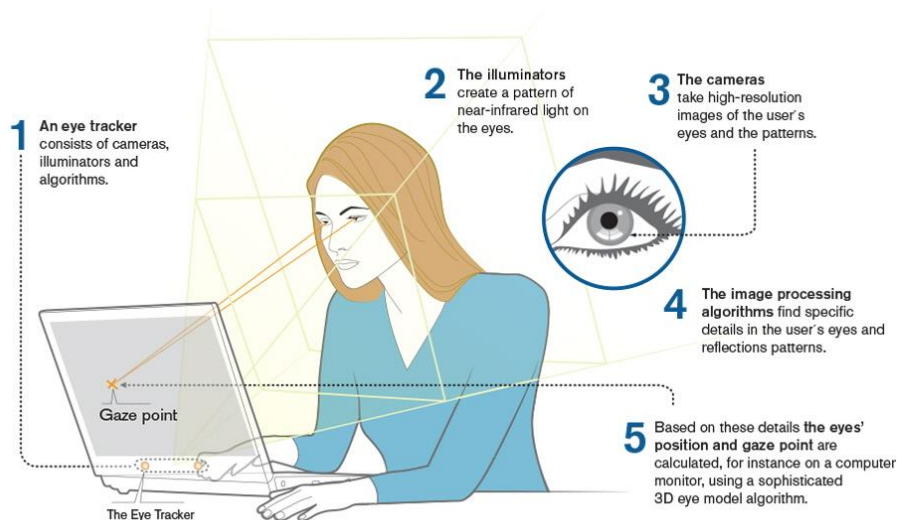 1 An eye tracker
consists of cameras,
illuminators and
algorithms.
2 The illuminators
create a pattern of
near-infrared light on
the eyes.
3 The cameras
take high-resolution
images of the user's
eyes and the patterns.
4 The image processing
algorithms find specific
details in the user's eyes and
reflections patterns.
5 Based on these details the eyes'
position and gaze point are
calculated, for instance on a computer
monitor, using a sophisticated
3D eye model algorithm.
Gaze point
The Eye Tracker